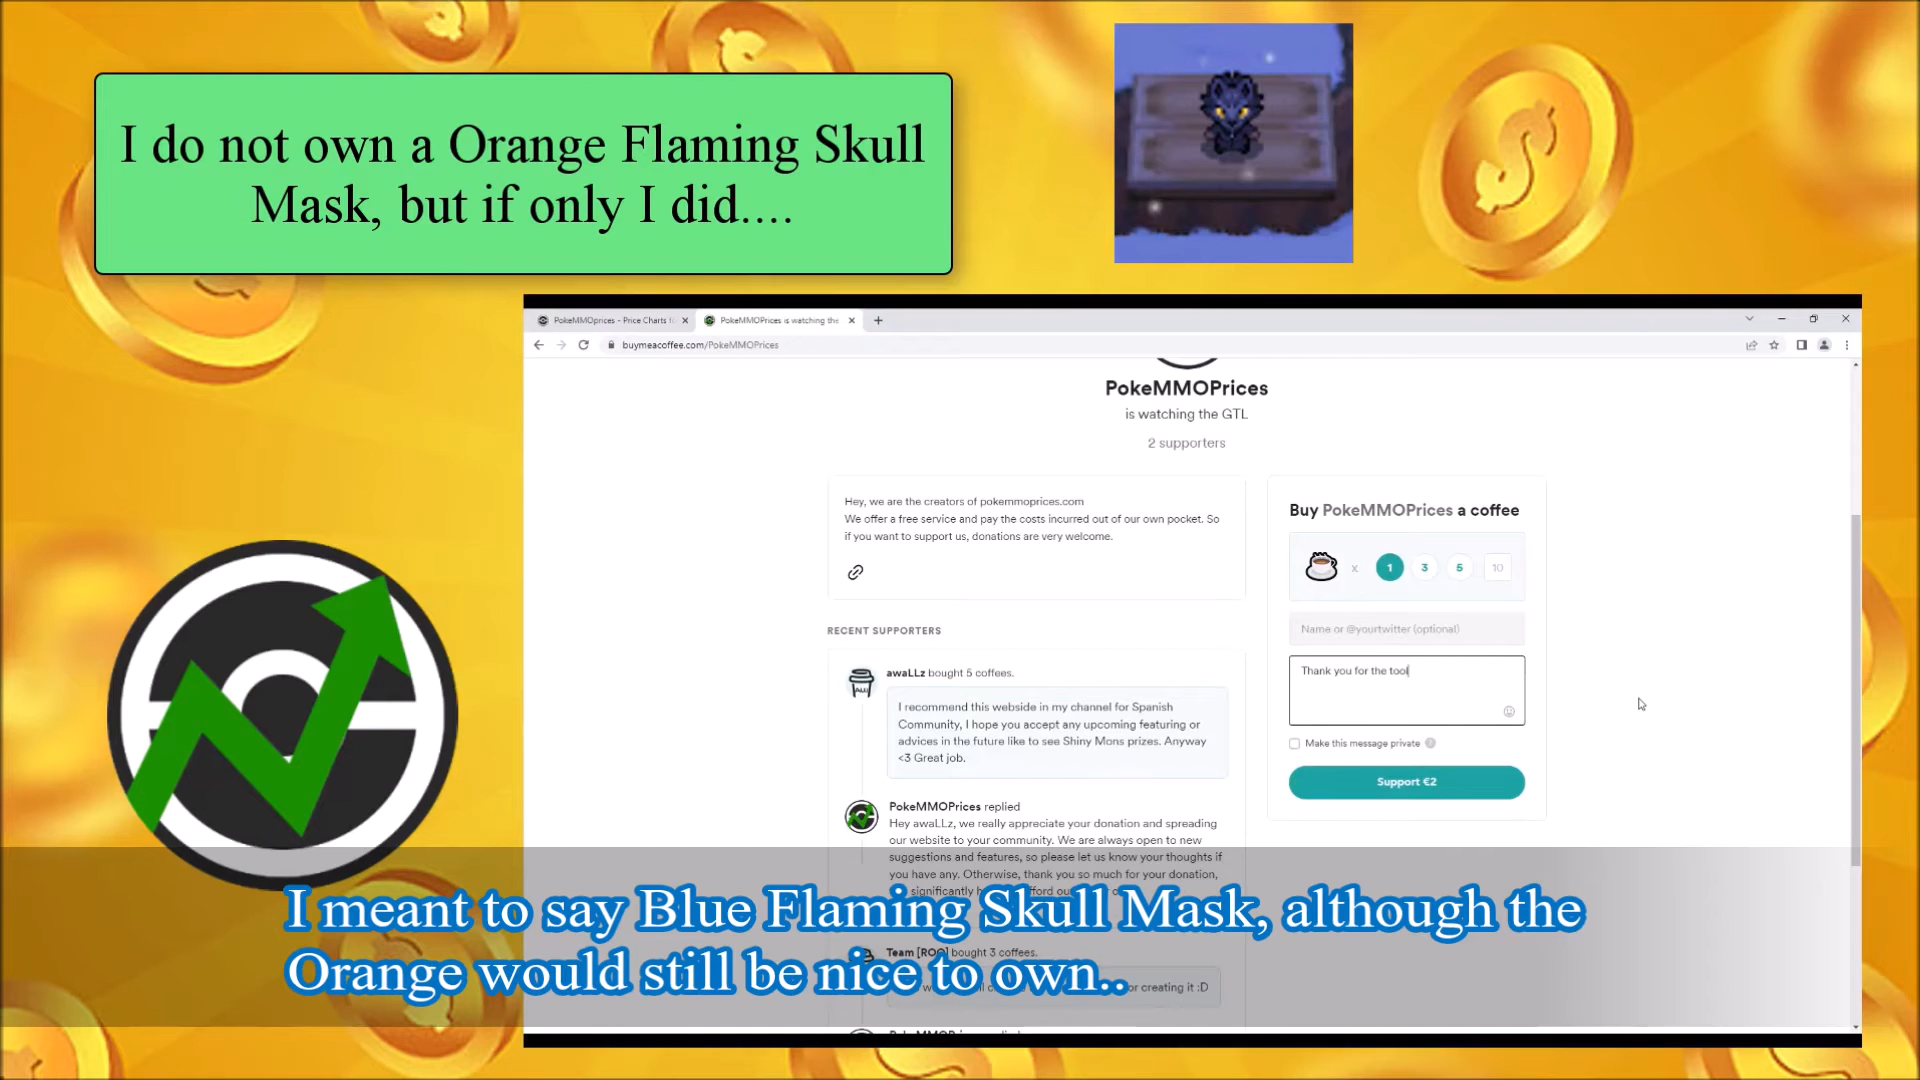 I do not own a Orange Flaming Skull
Mask, but if only I did....
PokeMMOprices - Price Charts
PokeMMOPrices is watching the
buymeacoffee.com/PokeMMOPrices
PokeMMOPrices
is watching the GTL
2 supporters
Hey, we are the creators of pokemmoprices.com
We offer a free service and pay the costs incurred out of our own pocket. So
if you want to support us, donations are very welcome.
RECENT SUPPORTERS
awaLLz bought 5 coffees.
I recommend this webside in my channel for Spanish
Community, I hope you accept any upcoming featuring or
advices in the future like to see Shiny Mons prizes. Anyway
<3 Great job.
PokeMMOPrices replied
Hey awaLLz, we really appreciate your donation and spreading
our website to your community. We are always open to new
suggestions and features, so please let us know your thoughts if
you have any. Otherwise, thank you so much for your donation,
Team [ROO] bought 3 coffees.
creating it :D
Buy PokeMMOPrices a coffee
x 1 3 5 10
Name or @yourtwitter (optional)
Thank you for the tool
Make this message private
Support €2
I meant to say Blue Flaming Skull Mask, although the
Orange would still be nice to own..